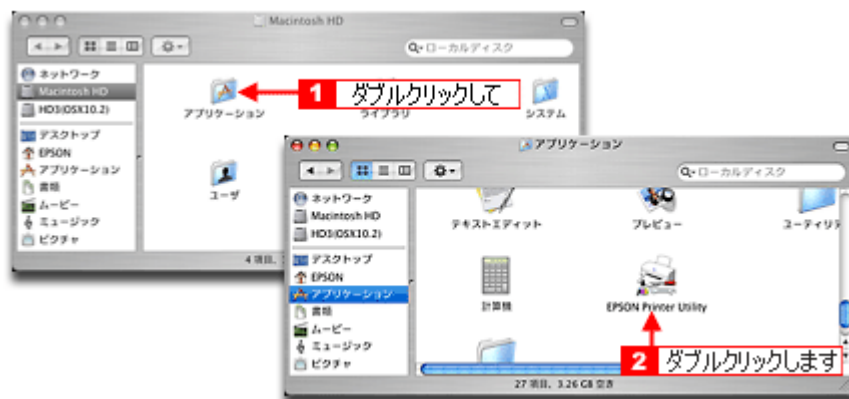 Macintosh HD
ローカルディスク
ネットワーク
Macintosh HD
HD3(OSX10.2)
デスクトップ
EPSON
アプリケーション
書類
ムービー
ミュージック
ピクチャ
アプリケーション
ライブラリ
システム
1 ダブルクリックして
ユーザ
4 項目、
アプリケーション
ローカルディスク
ネットワーク
Macintosh HD
HD3(OSX10.2)
デスクトップ
EPSON
アプリケーション
書類
ムービー
ミュージック
ピクチャ
テキストエディット
プレビュー
ユーティリテ
計算機
EPSON Printer Utility
2 ダブルクリックします
27 項目、3.26 GB 空き